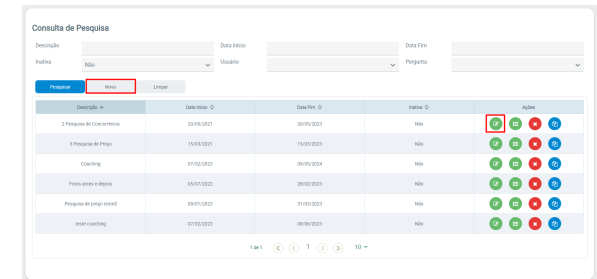 Consulta de Pesquisa
Descrição Data Início Data Fim
Inativa Não Usuário Pergunta
Pesquisar Novo Limpar
Descrição Data Início Data Fim Inativa Ações
2 Pesquisa de Concorrência 20/05/2021 20/05/2023 Não
3 Pesquisa de Preço 15/03/2021 15/03/2023 Não
Coaching 07/02/2023 09/05/2024 Não
Fotos antes e depois 05/07/2022 28/02/2023 Não
Pesquisa de preço teste5 09/01/2023 31/03/2023 Não
teste coaching 07/02/2023 08/06/2023 Não
1 de 1 1 10